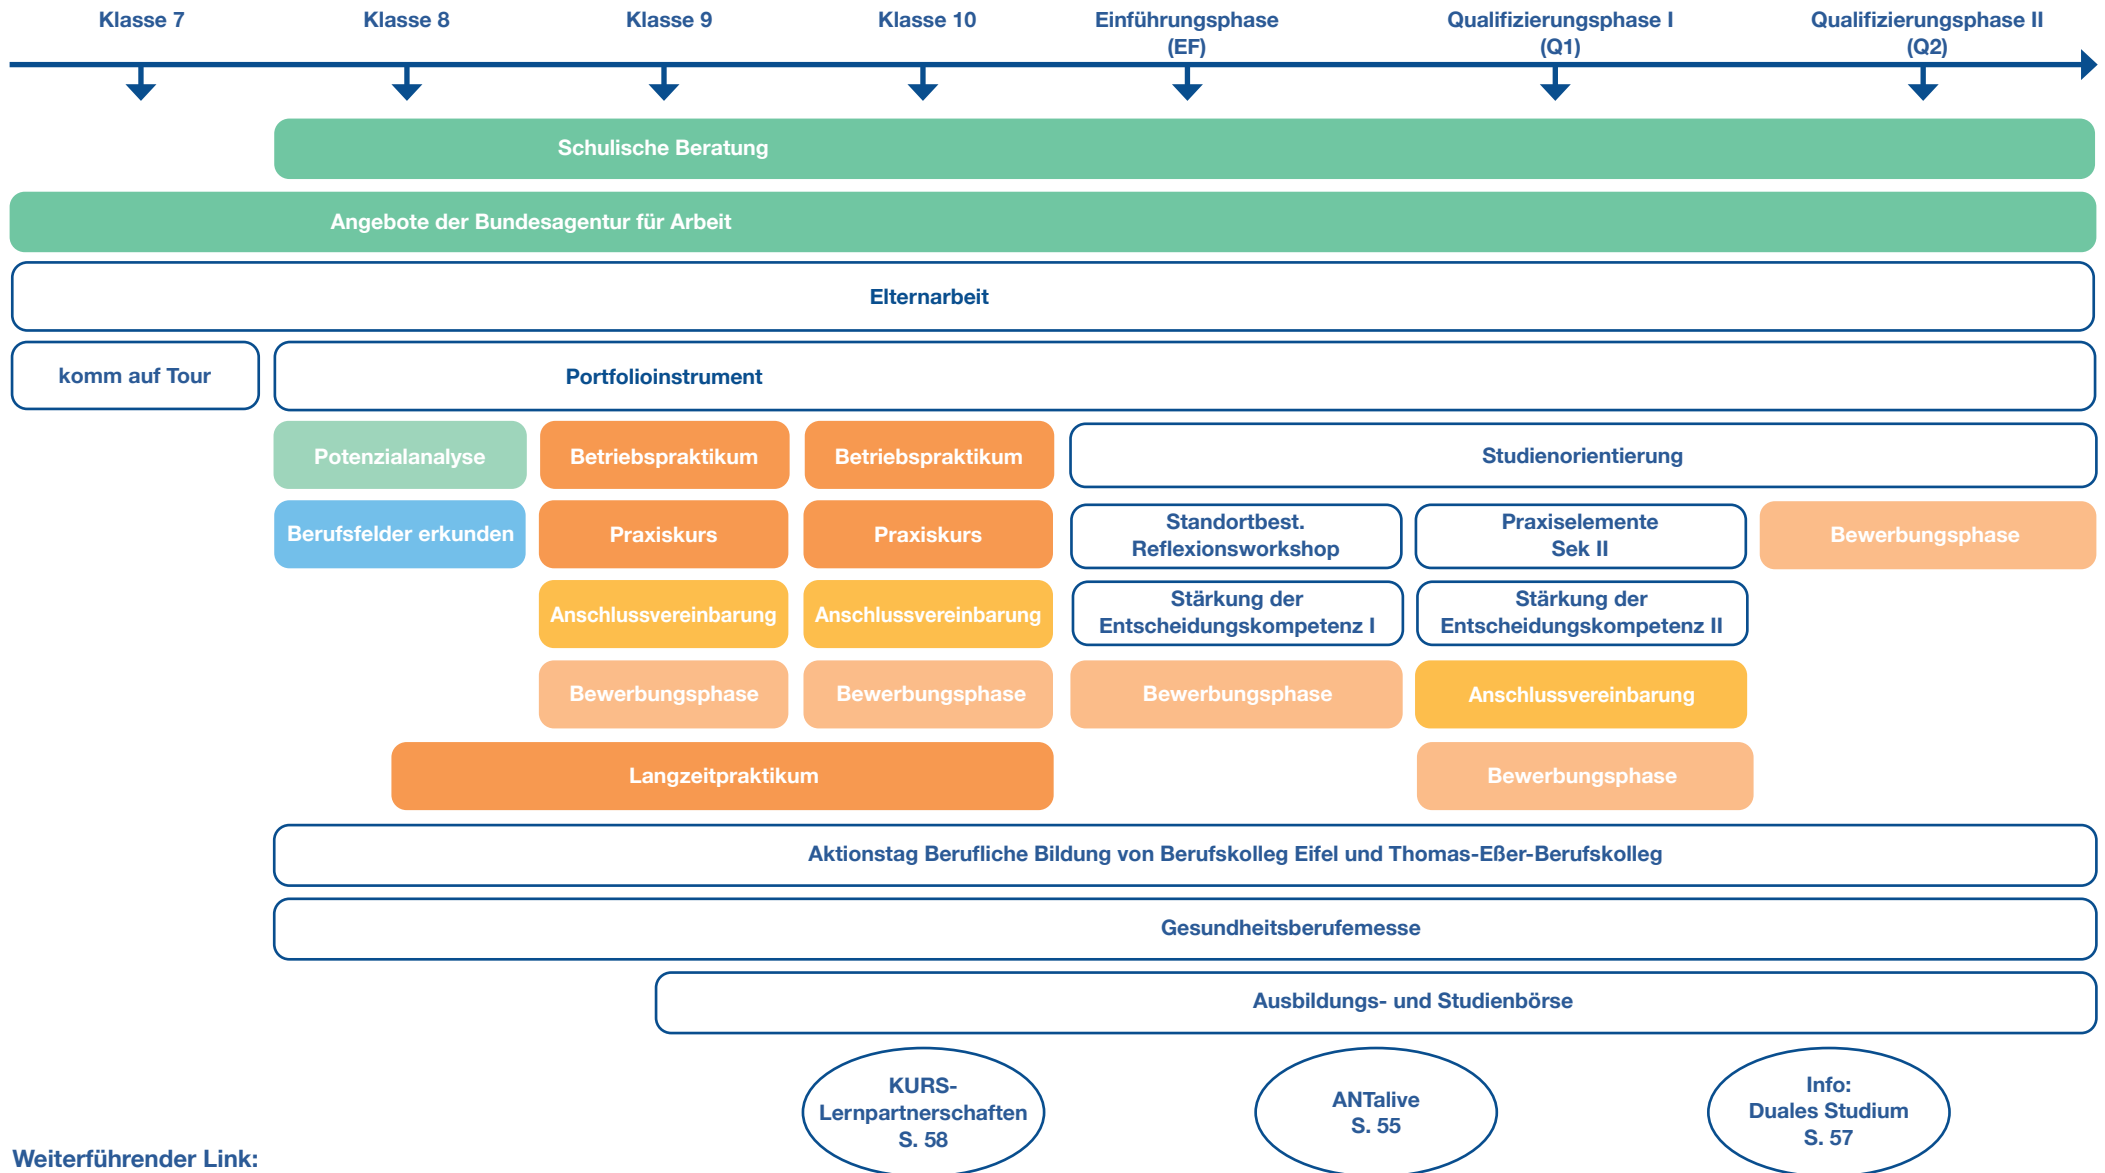 Klasse 7
Klasse 8
Klasse 9
Klasse 10
Einführungsphase
(EF)
Qualifizierungsphase I
(Q1)
Qualifizierungsphase II
(Q2)
Schulische Beratung
Angebote der Bundesagentur für Arbeit
Elternarbeit
komm auf Tour
Portfolioinstrument
Potenzialanalyse
Betriebspraktikum
Betriebspraktikum
Studienorientierung
Berufsfelder erkunden
Praxiskurs
Praxiskurs
Standortbest.
Reflexionsworkshop
Praxiselemente
Sek II
Bewerbungsphase
Anschlussvereinbarung
Anschlussvereinbarung
Stärkung der
Entscheidungskompetenz I
Stärkung der
Entscheidungskompetenz II
Bewerbungsphase
Bewerbungsphase
Bewerbungsphase
Anschlussvereinbarung
Langzeitpraktikum
Bewerbungsphase
Aktionstag Berufliche Bildung von Berufskolleg Eifel und Thomas-Eßer-Berufskolleg
Gesundheitsberufemesse
Ausbildungs- und Studienbörse
KURS-
Lernpartnerschaften
S. 58
ANTalive
S. 55
Info:
Duales Studium
S. 57
Weiterführender Link: